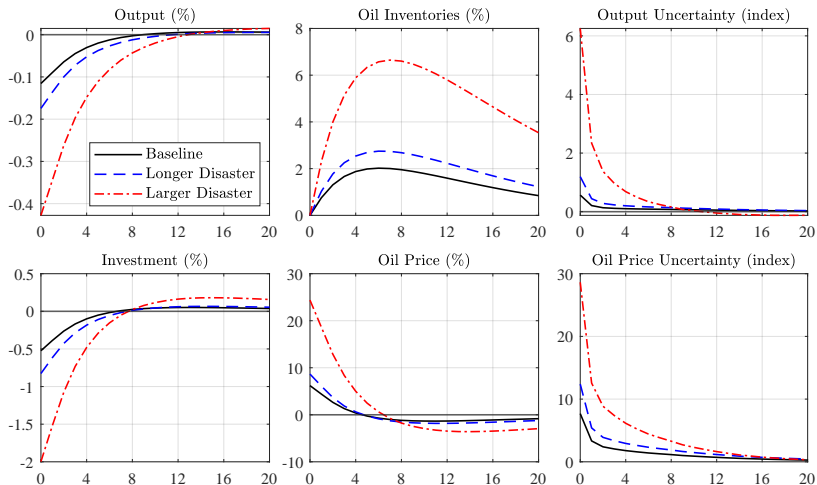 Output (%)
Oil Inventories (%)
Output Uncertainty (index)
0
-0.1
-0.2
-0.3
-0.4
Baseline
Longer Disaster
Larger Disaster
0 4 8 12 16 20
8
6
4
2
0
0 4 8 12 16 20
6
4
2
0
0 4 8 12 16 20
Investment (%)
Oil Price (%)
Oil Price Uncertainty (index)
0.5
0
-0.5
-1
-1.5
-2
0 4 8 12 16 20
30
20
10
0
-10
0 4 8 12 16 20
30
20
10
0
0 4 8 12 16 20